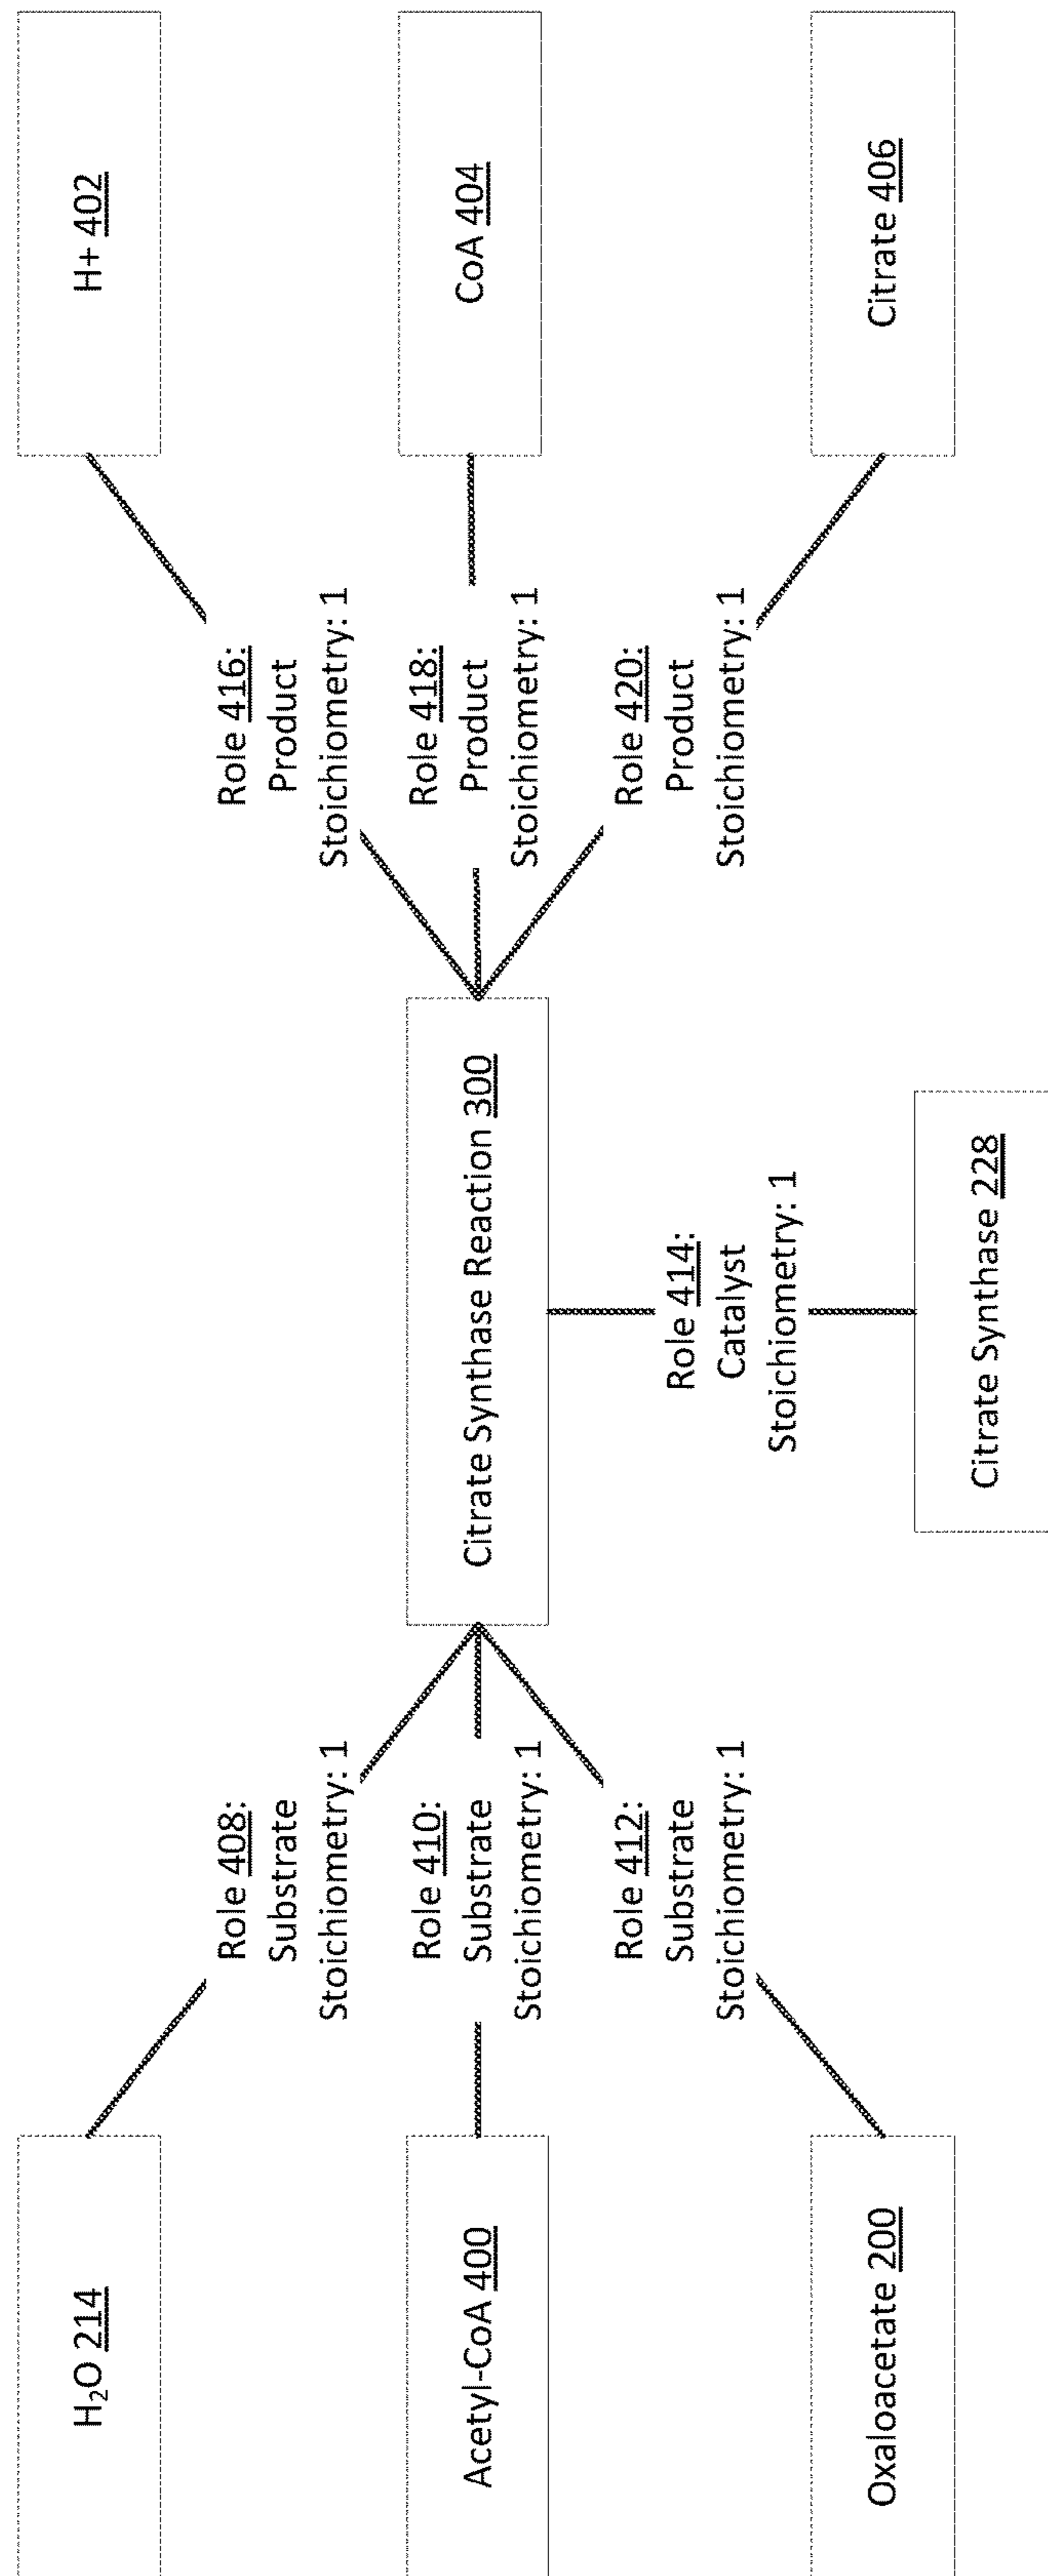 H₂O 214
Role 408:
Substrate
Stoichiometry: 1
Acetyl-CoA 400
Role 410:
Substrate
Stoichiometry: 1
Oxaloacetate 200
Role 412:
Substrate
Stoichiometry: 1
Citrate Synthase Reaction 300
Role 414:
Catalyst
Stoichiometry: 1
Citrate Synthase 228
Role 416:
Product
Stoichiometry: 1
H+ 402
Role 418:
Product
Stoichiometry: 1
CoA 404
Role 420:
Product
Stoichiometry: 1
Citrate 406